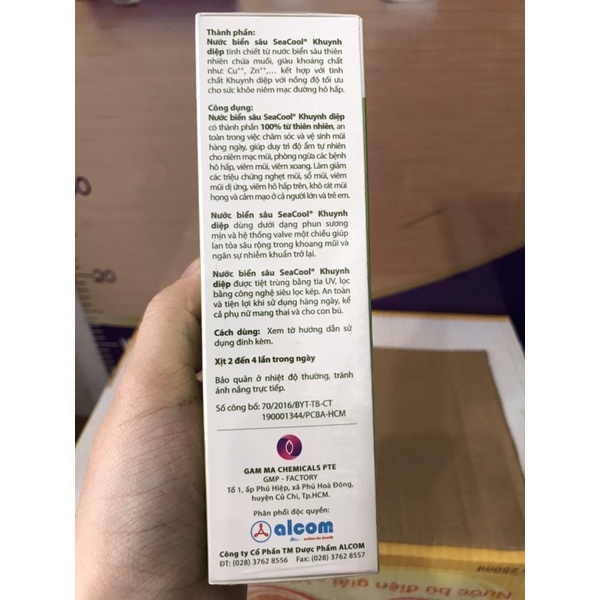 Thành phần:
Nước biển sâu SeaCool® Khuynh
diệp tinh chiết từ nước biển sâu thiên
nhiên chứa muối, giàu khoáng chất
như: Cu⁺⁺, Zn⁺⁺,... kết hợp với tinh
chất Khuynh diệp với nồng độ tối ưu
cho sức khỏe niêm mạc đường hô hấp.
Công dụng:
Nước biển sâu SeaCool® Khuynh diệp
có thành phần 100% từ thiên nhiên, an
toàn trong việc chăm sóc và vệ sinh mũi
hàng ngày, giúp duy trì độ ẩm tự nhiên
cho niêm mạc mũi, phòng ngừa các bệnh
hô hấp, viêm mũi, viêm xoang. Làm giảm
các triệu chứng nghẹt mũi, sổ mũi, viêm
mũi dị ứng, viêm hô hấp trên, khô rát mũi
họng và cảm mạo ở cả người lớn và trẻ em.
Nước biển sâu SeaCool® Khuynh
diệp dùng dưới dạng phun sương
mịn và hệ thống valve một chiều giúp
lan tỏa sâu rộng trong khoang mũi và
ngăn sự nhiễm khuẩn trở lại.
Nước biển sâu SeaCool® Khuynh
diệp được tiệt trùng bằng tia UV, lọc
bằng công nghệ siêu lọc kép. An toàn
và tiện lợi khi sử dụng hàng ngày, kể
cả phụ nữ mang thai và cho con bú.
Cách dùng: Xem tờ hướng dẫn sử
dụng đính kèm.
Xịt 2 đến 4 lần trong ngày
Bảo quản ở nhiệt độ thường, tránh
ánh nắng trực tiếp.
Số công bố: 70/2016/BYT-TB-CT
190001344/PCBA-HCM
GAM MA CHEMICALS PTE
GMP - FACTORY
Tổ 1, ấp Phú Hiệp, xã Phú Hoà Đông,
huyện Củ Chi, Tp.HCM.
Phân phối độc quyền:
alcom
Công ty Cổ Phần TM Dược Phẩm ALCOM
ĐT: (028) 3762 8556 Fax: (028) 3762 8557
Nước bù điện giải
250ml